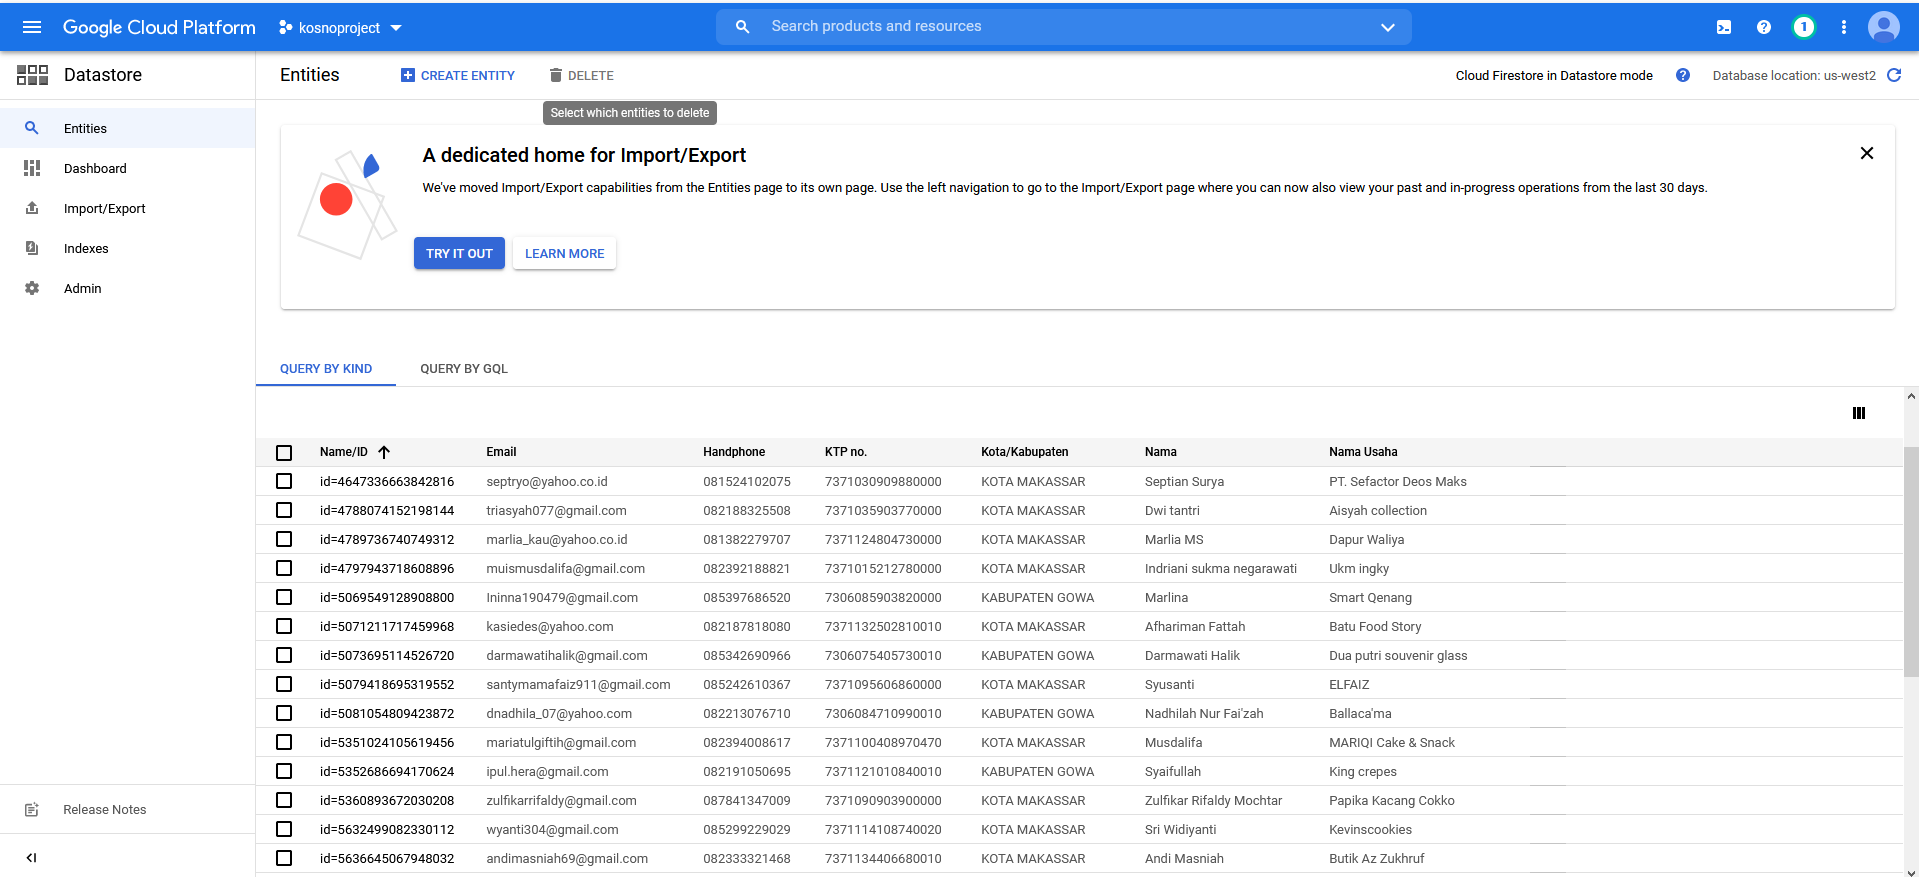 Google Cloud Platform kosnoproject Search products and resources 1
Datastore Entities CREATE ENTITY DELETE Cloud Firestore in Datastore mode Database location: us-west2
Select which entities to delete
Entities
Dashboard
Import/Export
Indexes
Admin
A dedicated home for Import/Export
We've moved Import/Export capabilities from the Entities page to its own page. Use the left navigation to go to the Import/Export page where you can now also view your past and in-progress operations from the last 30 days.
TRY IT OUT LEARN MORE
QUERY BY KIND QUERY BY GQL
Name/ID Email Handphone KTP no. Kota/Kabupaten Nama Nama Usaha
id=4647336663842816 septryo@yahoo.co.id 081524102075 7371030909880000 KOTA MAKASSAR Septian Surya PT. Sefactor Deos Maks
id=4788074152198144 triasyah077@gmail.com 082188325508 7371035903770000 KOTA MAKASSAR Dwi tantri Aisyah collection
id=4789736740749312 marlia_kau@yahoo.co.id 081382279707 7371124804730000 KOTA MAKASSAR Marlia MS Dapur Waliya
id=4797943718608896 muismusdalifa@gmail.com 082392188821 7371015212780000 KOTA MAKASSAR Indriani sukma negarawati Ukm ingky
id=5069549128908800 Ininna190479@gmail.com 085397686520 7306085903820000 KABUPATEN GOWA Marlina Smart Qenang
id=5071211717459968 kasiedes@yahoo.com 082187818080 7371132502810010 KOTA MAKASSAR Afhariman Fattah Batu Food Story
id=5073695114526720 darmawatihalik@gmail.com 085342690966 7306075405730010 KABUPATEN GOWA Darmawati Halik Dua putri souvenir glass
id=5079418695319552 santymamafaiz911@gmail.com 085242610367 7371095606860000 KOTA MAKASSAR Syusanti ELFAIZ
id=5081054809423872 dnadhila_07@yahoo.com 082213076710 7306084710990010 KABUPATEN GOWA Nadhilah Nur Fai'zah Ballaca'ma
id=5351024105619456 mariatulgiftih@gmail.com 082394008617 7371100408970470 KOTA MAKASSAR Musdalifa MARIQI Cake & Snack
id=5352686694170624 ipul.hera@gmail.com 082191050695 7371121010840010 KABUPATEN GOWA Syaifullah King crepes
id=5360893672030208 zulfikarrifaldy@gmail.com 087841347009 7371090903900000 KOTA MAKASSAR Zulfikar Rifaldy Mochtar Papika Kacang Cokko
id=5632499082330112 wyanti304@gmail.com 085299229029 7371114108740020 KOTA MAKASSAR Sri Widiyanti Kevinscookies
id=5636645067948032 andimasniah69@gmail.com 082333321468 7371134406680010 KOTA MAKASSAR Andi Masniah Butik Az Zukhruf
Release Notes